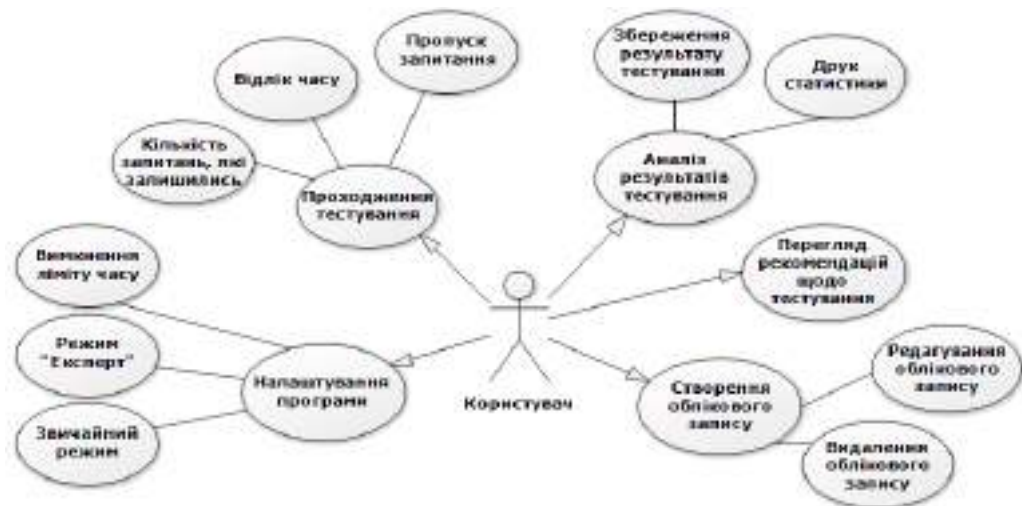 Пропуск
запитання
Відлік часу
Кількість
запитань, які
залишились
Проходження
тестування
Збереження
результату
тестування
Друк
статистики
Аналіз
результатів
тестування
Вимкнення
ліміту часу
Режим
"Експерт"
Звичайний
режим
Налаштування
програми
Користувач
Перегляд
рекомендацій
щодо
тестування
Створення
облікового
запису
Редагування
облікового
запису
Видалення
облікового
запису